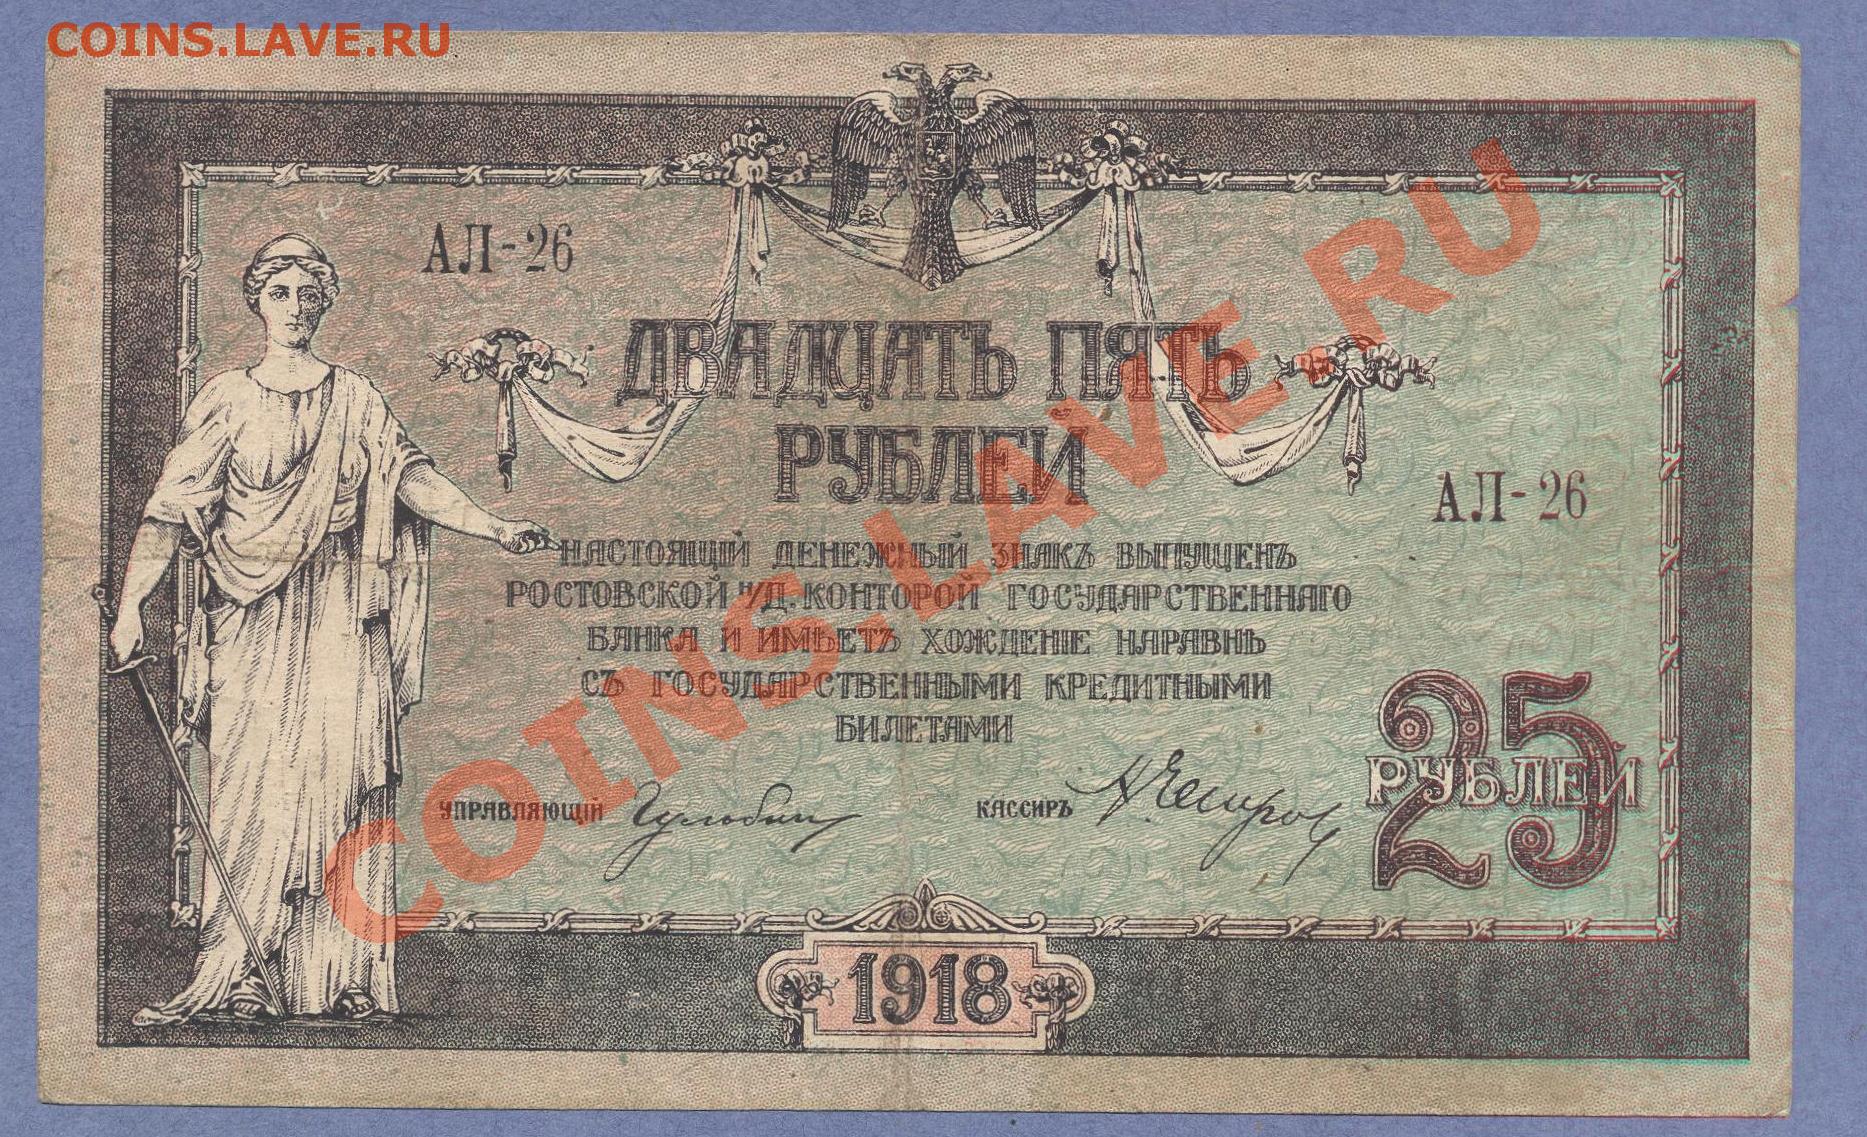 COINS.LAVE.RU
АЛ-26
ДВАДЦАТЬ ПЯТЬ
РУБЛЕЙ
АЛ-26
НАСТОЯЩІЙ ДЕНЕЖНЫЙ ЗНАКЪ ВЫПУЩЕНЪ
РОСТОВСКОЙ Н/Д. КОНТОРОЙ ГОСУДАРСТВЕННАГО
БАНКА И ИМѢЕТЪ ХОЖДЕНІЕ НАРАВНѢ
СЪ ГОСУДАРСТВЕННЫМИ КРЕДИТНЫМИ
БИЛЕТАМИ
25
РУБЛЕЙ
УПРАВЛЯЮЩІЙ
КАССИРЪ
1918
COINS.LAVE.RU